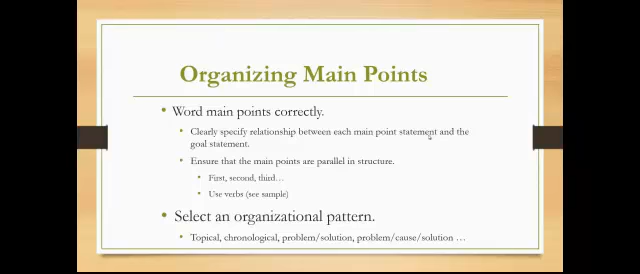 Organizing Main Points
• Word main points correctly.
• Clearly specify relationship between each main point statement and the
goal statement.
• Ensure that the main points are parallel in structure.
• First, second, third…
• Use verbs (see sample)
• Select an organizational pattern.
• Topical, chronological, problem/solution, problem/cause/solution …